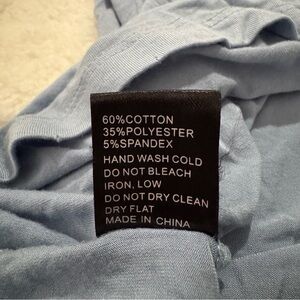 60%COTTON
35%POLYESTER
5%SPANDEX
HAND WASH COLD
DO NOT BLEACH
IRON, LOW
DO NOT DRY CLEAN
DRY FLAT
MADE IN CHINA